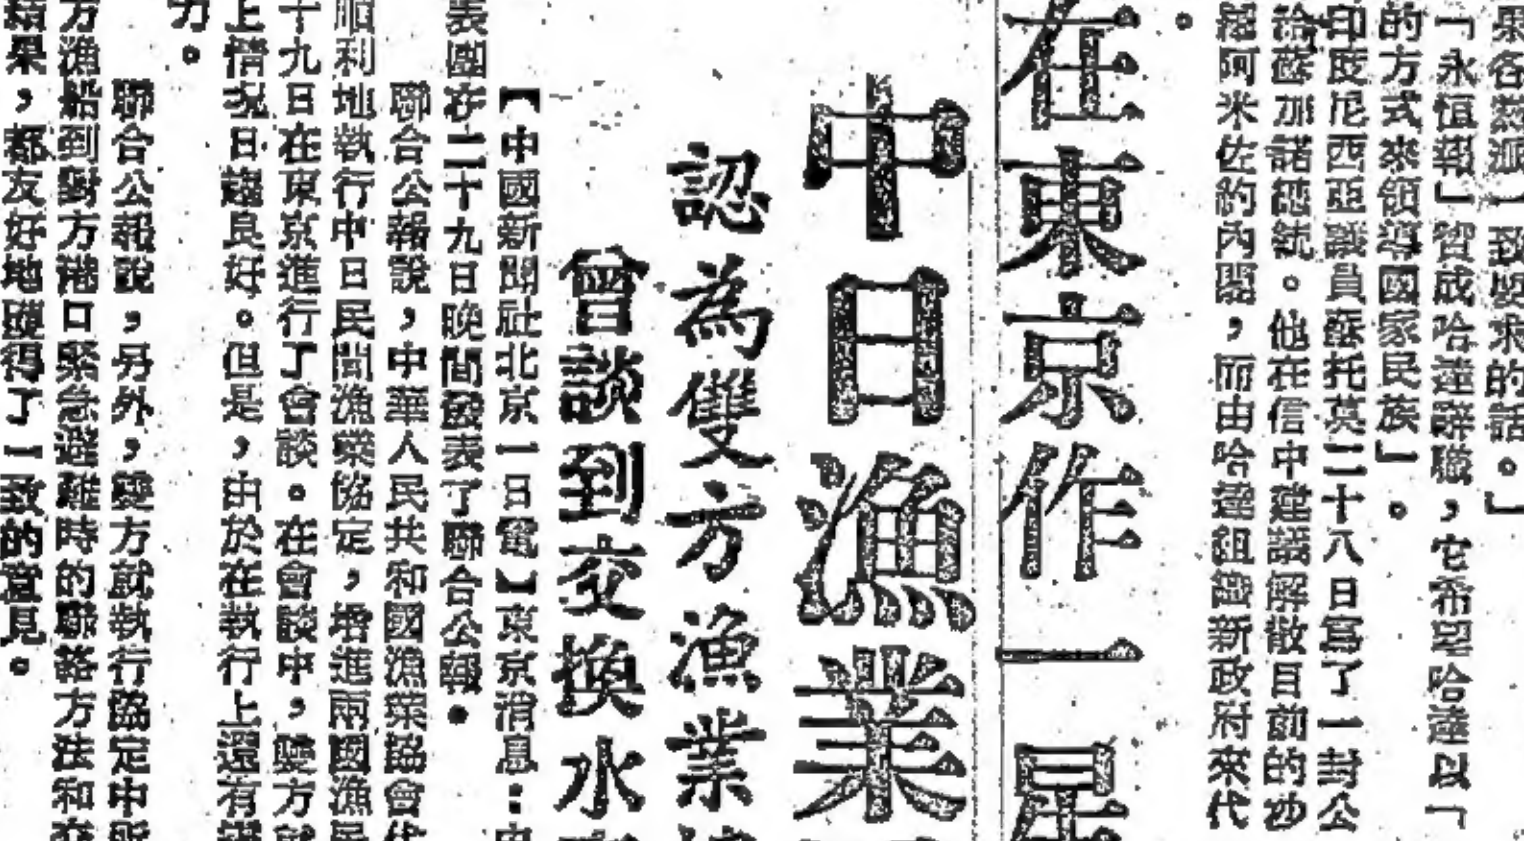 一致要求的話。」
「永恒報」贊成哈達辭職，它希望哈達以「
的方式來領導國家民族」。
印度尼西亞議員蘇托莫二十八日寫了一封公
給蘇加諾總統。他在信中建議解散目前的沙
阿米佐約內閣，而由哈達組織新政府來代
。
在東京作一星
中日漁業
認為雙方漁業
曾談到交換水
【中國新聞社北京一日電】東京消息：中
表團在二十九日晚間發表了聯合公報。
聯合公報說，中華人民共和國漁業協會代
順利地執行中日民間漁業協定，增進兩國漁民
十九日在東京進行了會談。在會談中，雙方就
上情況日趨良好。但是，由於在執行上還有
力。
聯合公報說，另外，雙方就執行協定中所
方漁船到對方港口緊急避難時的聯絡方法和
結果，都友好地取得了一致的意見。